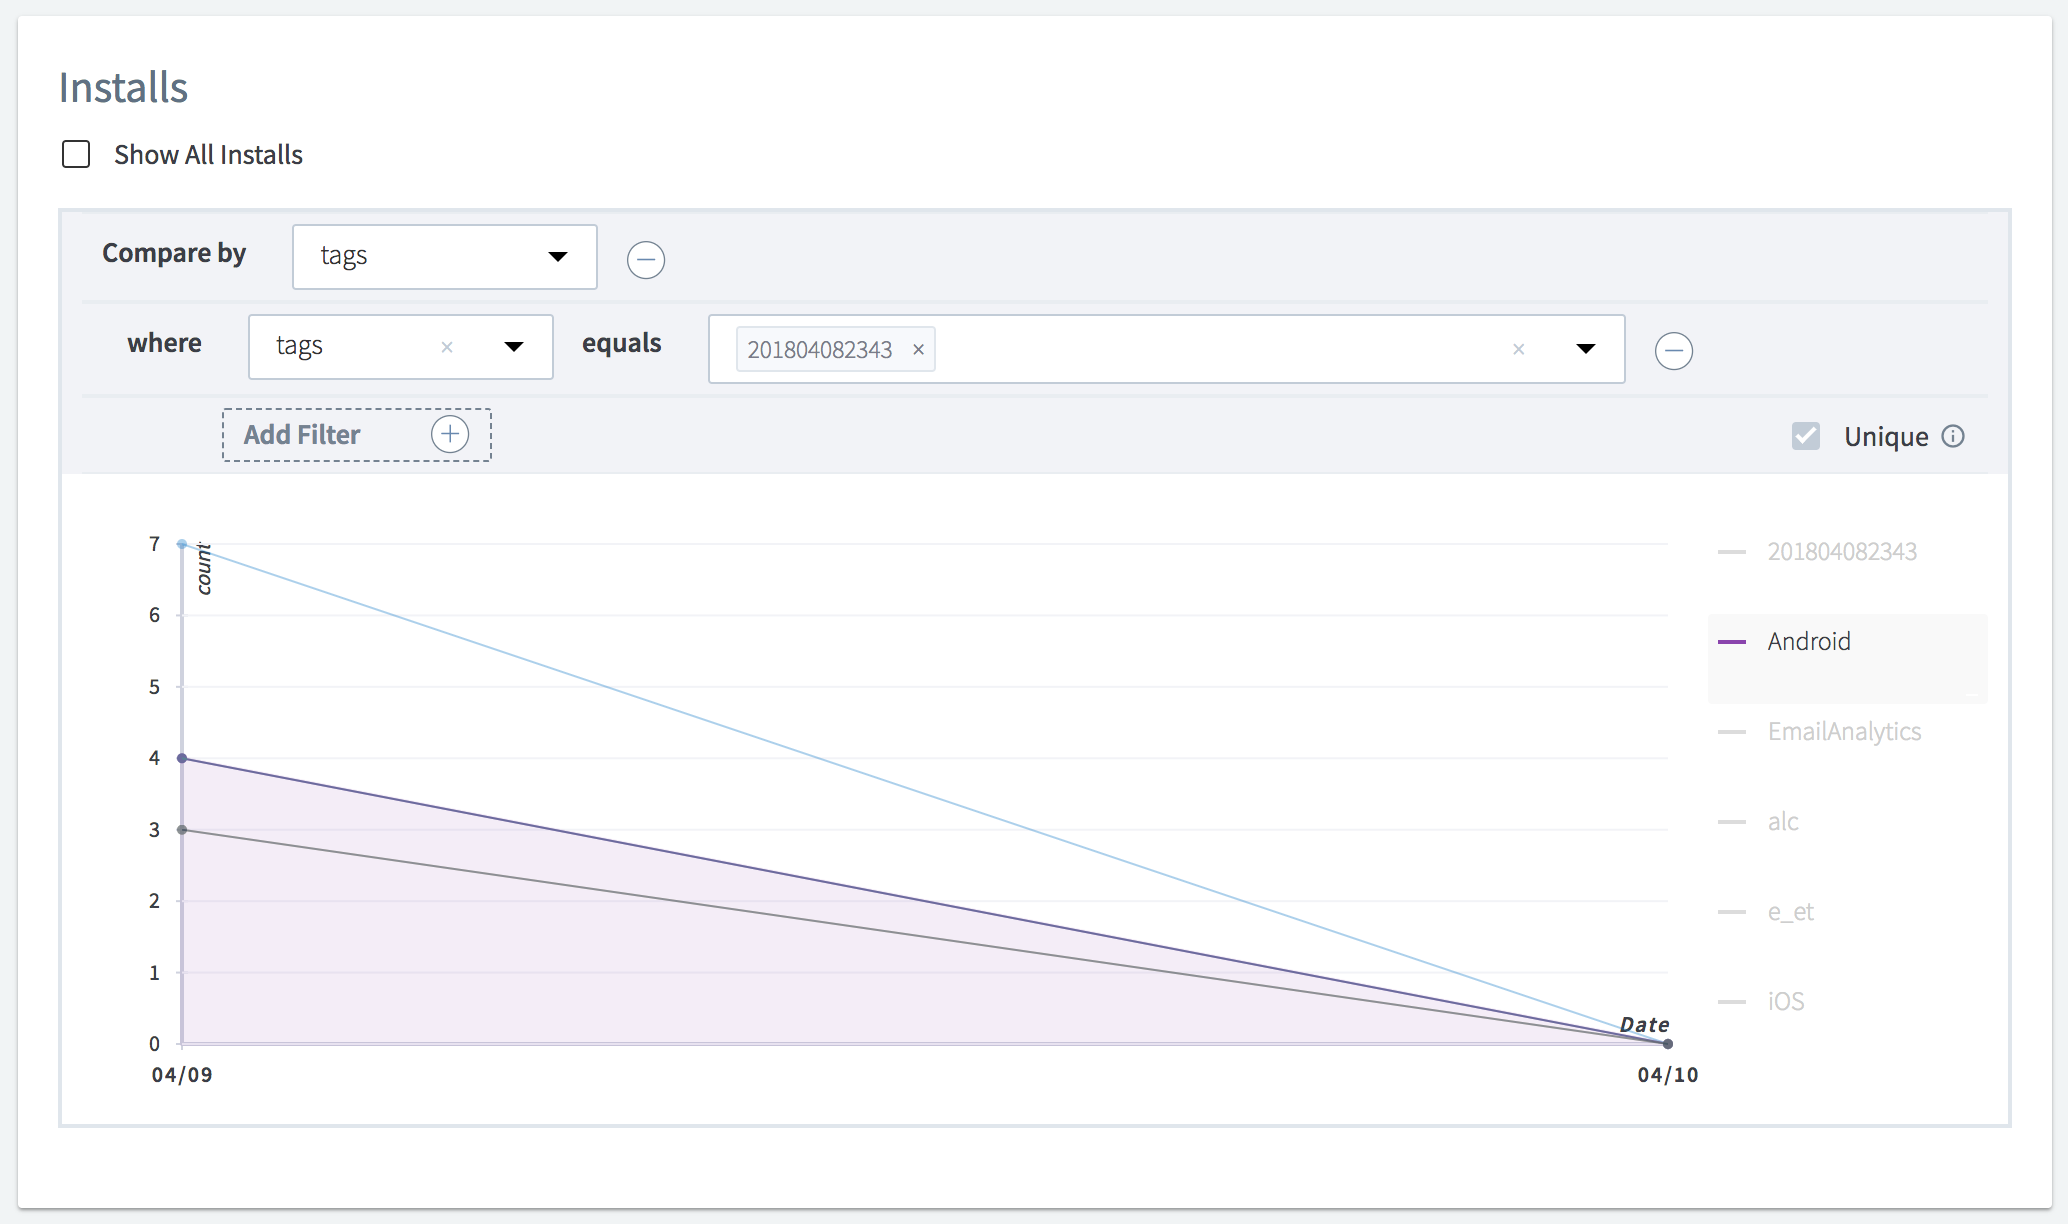 Installs
Show All Installs
Compare by tags
where tags × equals 201804082343 × ×
Add Filter
Unique
count
7
6
5
4
3
2
1
0
04/09
04/10
Date
201804082343
Android
EmailAnalytics
alc
e_et
iOS